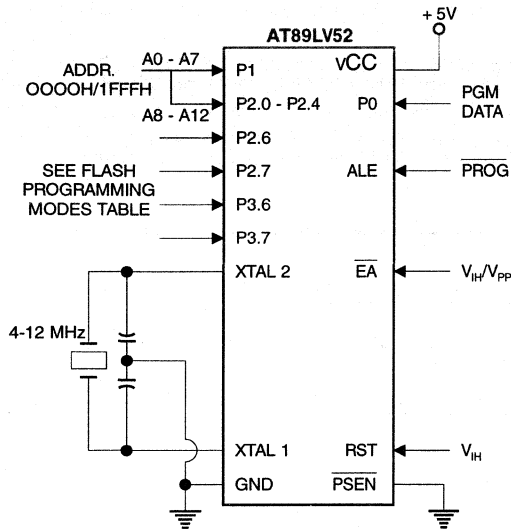 + 5V
AT89LV52
A0 - A7
ADDR.
OOOOH/1FFFH
A8 - A12
P1
P2.0 - P2.4
P2.6
P2.7
P3.6
P3.7
SEE FLASH
PROGRAMMING
MODES TABLE
XTAL 2
4-12 MHz
XTAL 1
GND
VCC
P0
PGM
DATA
ALE
PROG
EA
VIH/VPP
RST
VIH
PSEN